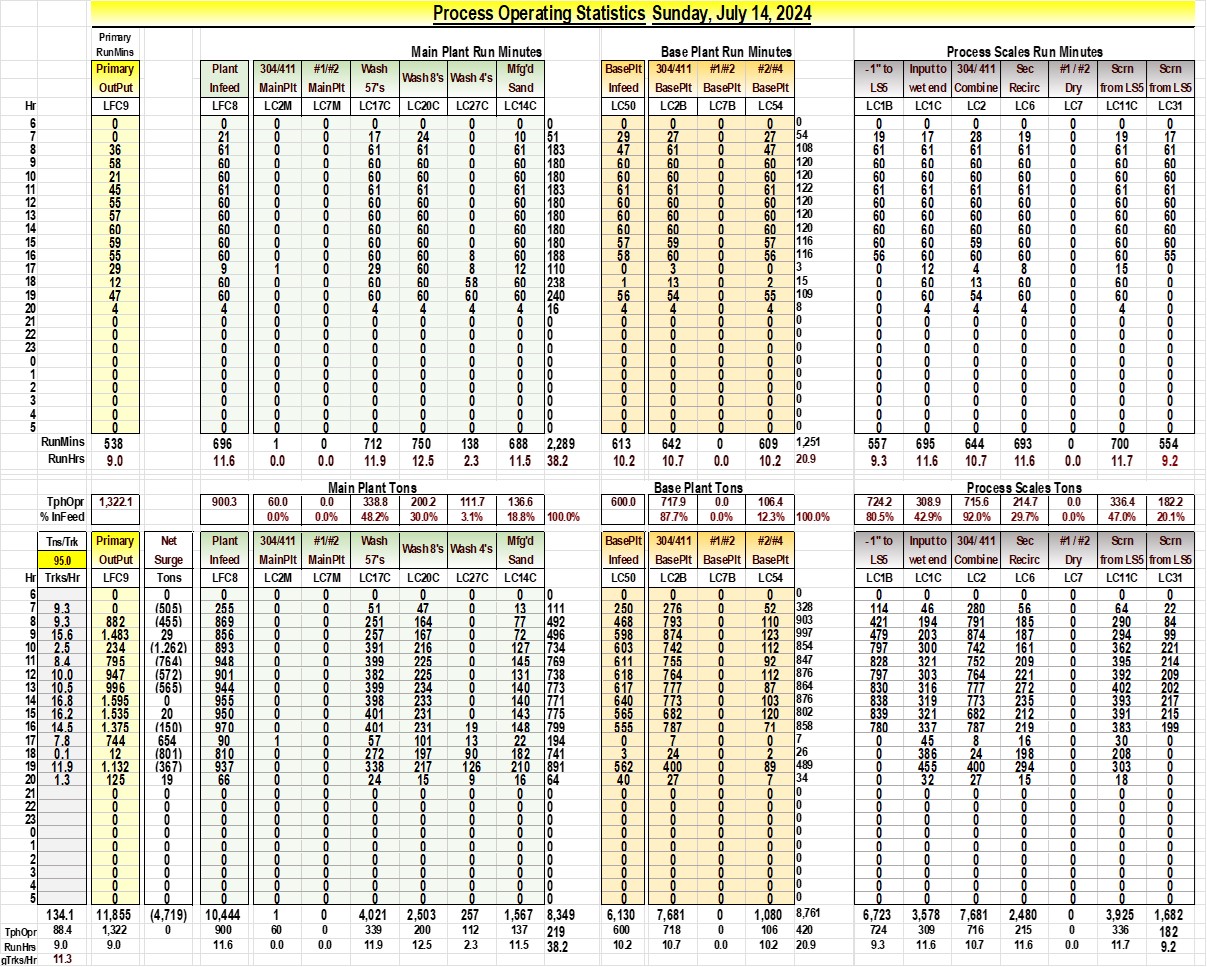 Process Operating Statistics Sunday, July 14, 2024
Primary
RunMins Main Plant Run Minutes Base Plant Run Minutes Process Scales Run Minutes
Primary Plant 304/411 #1/#2 Wash Wash 8's Wash 4's Mfg'd BasePlt 304/411 #1/#2 #2/#4 -1" to Input to 304/ 411 Sec #1 / #2 Scrn Scrn
OutPut Infeed MainPlt MainPlt 57's Sand Infeed BasePlt BasePlt BasePlt LS5 wet end Combine Recirc Dry from LS5 from LS5
Hr LFC9 LFC8 LC2M LC7M LC17C LC20C LC27C LC14C LC50 LC2B LC7B LC54 LC1B LC1C LC2 LC6 LC7 LC11C LC31
6 0 0 0 0 0 0 0 0 0 0 0 0 0 0 0 0 0 0 0 0 0
7 0 21 0 0 17 24 0 10 51 29 27 0 27 54 19 17 28 19 0 19 17
8 36 61 0 0 61 61 0 61 183 47 61 0 47 108 61 61 61 61 0 61 61
9 58 60 0 0 60 60 0 60 180 60 60 0 60 120 60 60 60 60 0 60 60
10 21 60 0 0 60 60 0 60 180 60 60 0 60 120 60 60 60 60 0 60 60
11 45 61 0 0 61 61 0 61 183 61 61 0 61 122 61 61 61 61 0 61 61
12 55 60 0 0 60 60 0 60 180 60 60 0 60 120 60 60 60 60 0 60 60
13 57 60 0 0 60 60 0 60 180 60 60 0 60 120 60 60 60 60 0 60 60
14 60 60 0 0 60 60 0 60 180 60 60 0 60 120 60 60 60 60 0 60 60
15 59 60 0 0 60 60 0 60 180 57 59 0 57 116 60 60 59 60 0 60 60
16 55 60 0 0 60 60 8 60 188 58 60 0 56 116 56 60 60 60 0 60 55
17 29 9 1 0 29 60 8 12 110 0 3 0 0 3 0 12 4 8 0 15 0
18 12 60 0 0 60 60 58 60 238 1 13 0 2 15 0 60 13 60 0 60 0
19 47 60 0 0 60 60 60 60 240 56 54 0 55 109 0 60 54 60 0 60 0
20 4 4 0 0 4 4 4 4 16 4 4 0 4 8 0 4 4 4 0 4 0
21 0 0 0 0 0 0 0 0 0 0 0 0 0 0 0 0 0 0 0 0 0
22 0 0 0 0 0 0 0 0 0 0 0 0 0 0 0 0 0 0 0 0 0
23 0 0 0 0 0 0 0 0 0 0 0 0 0 0 0 0 0 0 0 0 0
0 0 0 0 0 0 0 0 0 0 0 0 0 0 0 0 0 0 0 0 0 0
1 0 0 0 0 0 0 0 0 0 0 0 0 0 0 0 0 0 0 0 0 0
2 0 0 0 0 0 0 0 0 0 0 0 0 0 0 0 0 0 0 0 0 0
3 0 0 0 0 0 0 0 0 0 0 0 0 0 0 0 0 0 0 0 0 0
4 0 0 0 0 0 0 0 0 0 0 0 0 0 0 0 0 0 0 0 0 0
5 0 0 0 0 0 0 0 0 0 0 0 0 0 0 0 0 0 0 0 0 0
RunMins 538 696 1 0 712 750 138 688 2,289 613 642 0 609 1,251 557 695 644 693 0 700 554
RunHrs 9.0 11.6 0.0 0.0 11.9 12.5 2.3 11.5 38.2 10.2 10.7 0.0 10.2 20.9 9.3 11.6 10.7 11.6 0.0 11.7 9.2
Main Plant Tons Base Plant Tons Process Scales Tons
TphOpr 1,322.1 900.3 60.0 0.0 338.8 200.2 111.7 136.6 600.0 717.9 0.0 106.4 724.2 308.9 715.6 214.7 0.0 336.4 182.2
% InFeed 0.0% 0.0% 48.2% 30.0% 3.1% 18.8% 100.0% 87.7% 0.0% 12.3% 100.0% 80.5% 42.9% 92.0% 29.7% 0.0% 47.0% 20.1%
Tns/Trk Primary Net Plant 304/411 #1/#2 Wash Wash 8's Wash 4's Mfg'd BasePlt 304/411 #1/#2 #2/#4 -1" to Input to 304/ 411 Sec #1 / #2 Scrn Scrn
95.0 OutPut Surge Infeed MainPlt MainPlt 57's Sand Infeed BasePlt BasePlt BasePlt LS5 wet end Combine Recirc Dry from LS5 from LS5
Hr Trks/Hr LFC9 Tons LFC8 LC2M LC7M LC17C LC20C LC27C LC14C LC50 LC2B LC7B LC54 LC1B LC1C LC2 LC6 LC7 LC11C LC31
6 0 0 0 0 0 0 0 0 0 0 0 0 0 0 0 0 0 0 0 0 0 0
7 9.3 0 (505) 255 0 0 51 47 0 13 111 250 276 0 52 328 114 46 280 56 0 64 22
8 9.3 882 (455) 869 0 0 251 164 0 77 492 468 793 0 110 903 421 194 791 185 0 290 84
9 15.6 1,483 29 856 0 0 257 167 0 72 496 598 874 0 123 997 479 203 874 187 0 294 99
10 2.5 234 (1,262) 893 0 0 391 216 0 127 734 603 742 0 112 854 797 300 742 161 0 362 221
11 8.4 795 (764) 948 0 0 399 225 0 145 769 611 755 0 92 847 828 321 752 209 0 395 214
12 10.0 947 (572) 901 0 0 382 225 0 131 738 618 764 0 112 876 797 303 764 221 0 392 209
13 10.5 996 (565) 944 0 0 399 234 0 140 773 617 777 0 87 864 830 316 777 272 0 402 202
14 16.8 1,595 0 955 0 0 398 233 0 140 771 640 773 0 103 876 838 319 773 235 0 393 217
15 16.2 1,535 20 950 0 0 401 231 0 143 775 565 682 0 120 802 839 321 682 212 0 391 215
16 14.5 1,375 (150) 970 0 0 401 231 19 148 799 555 787 0 71 858 780 337 787 219 0 383 199
17 7.8 744 654 90 1 0 57 101 13 22 194 0 7 0 0 7 0 45 8 16 0 30 0
18 0.1 12 (801) 810 0 0 272 197 90 182 741 3 24 0 2 26 0 386 24 198 0 208 0
19 11.9 1,132 (367) 937 0 0 338 217 126 210 891 562 400 0 89 489 0 455 400 294 0 303 0
20 1.3 125 19 66 0 0 24 15 9 16 64 40 27 0 7 34 0 32 27 15 0 18 0
21 0 0 0 0 0 0 0 0 0 0 0 0 0 0 0 0 0 0 0 0 0 0
22 0 0 0 0 0 0 0 0 0 0 0 0 0 0 0 0 0 0 0 0 0 0
23 0 0 0 0 0 0 0 0 0 0 0 0 0 0 0 0 0 0 0 0 0 0
0 0 0 0 0 0 0 0 0 0 0 0 0 0 0 0 0 0 0 0 0 0 0
1 0 0 0 0 0 0 0 0 0 0 0 0 0 0 0 0 0 0 0 0 0 0
2 0 0 0 0 0 0 0 0 0 0 0 0 0 0 0 0 0 0 0 0 0 0
3 0 0 0 0 0 0 0 0 0 0 0 0 0 0 0 0 0 0 0 0 0 0
4 0 0 0 0 0 0 0 0 0 0 0 0 0 0 0 0 0 0 0 0 0 0
5 0 0 0 0 0 0 0 0 0 0 0 0 0 0 0 0 0 0 0 0 0 0
134.1 11,855 (4,719) 10,444 1 0 4,021 2,503 257 1,567 8,349 6,130 7,681 0 1,080 8,761 6,723 3,578 7,681 2,480 0 3,925 1,682
TphOpr 88.4 1,322 0 900 60 0 339 200 112 137 219 600 718 0 106 420 724 309 716 215 0 336 182
RunHrs 9.0 9.0 11.6 0.0 0.0 11.9 12.5 2.3 11.5 38.2 10.2 10.7 0.0 10.2 20.9 9.3 11.6 10.7 11.6 0.0 11.7 9.2
gTrks/Hr 11.3